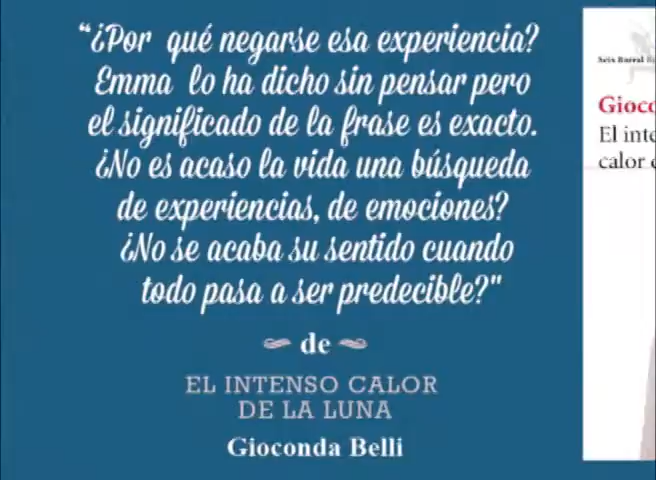 “¿Por qué negarse esa experiencia?
Emma lo ha dicho sin pensar pero
el significado de la frase es exacto.
¿No es acaso la vida una búsqueda
de experiencias, de emociones?
¿No se acaba su sentido cuando
todo pasa a ser predecible?"
de
EL INTENSO CALOR
DE LA LUNA
Gioconda Belli
Seix Barral
Gioco
El inte
calor